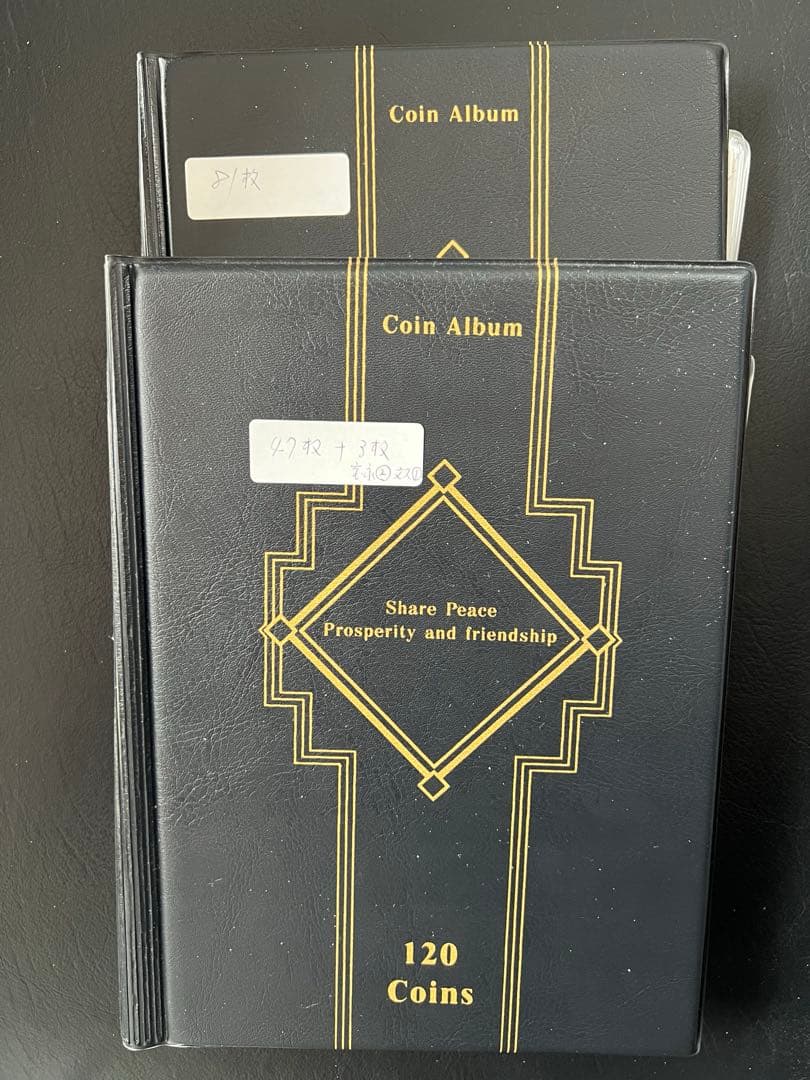 Coin Album
81枚
Coin Album
47枚 + 3枚
Share Peace
Prosperity and friendship
120
Coins